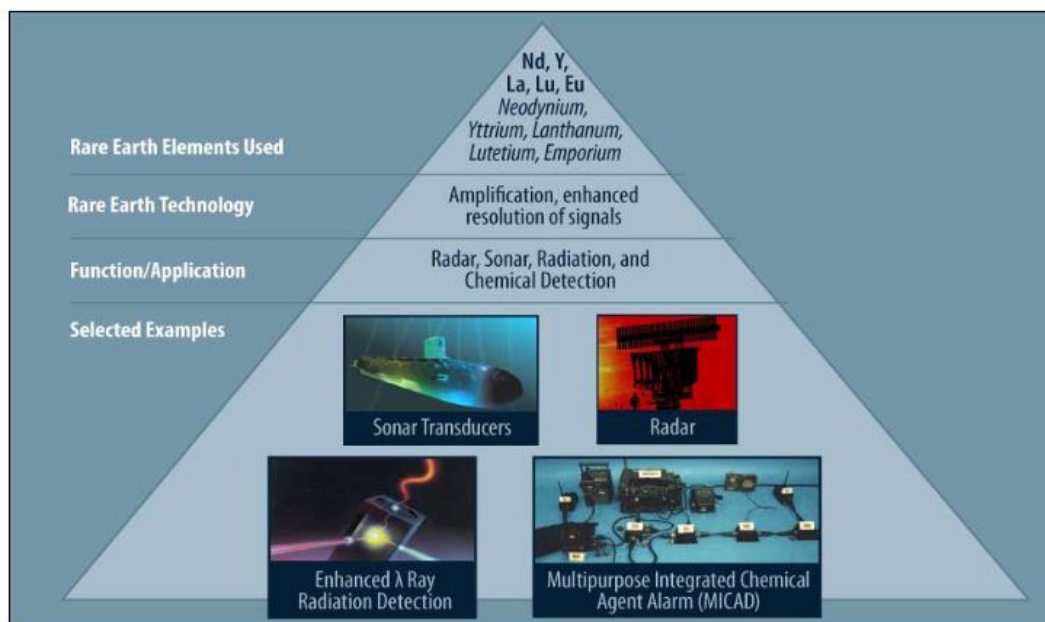 Nd, Y,
La, Lu, Eu
Neodynium,
Yttrium, Lanthanum,
Lutetium, Emporium
Rare Earth Elements Used
Rare Earth Technology
Amplification, enhanced
resolution of signals
Function/Application
Radar, Sonar, Radiation, and
Chemical Detection
Selected Examples
Sonar Transducers
Radar
Enhanced λ Ray
Radiation Detection
Multipurpose Integrated Chemical
Agent Alarm (MICAD)